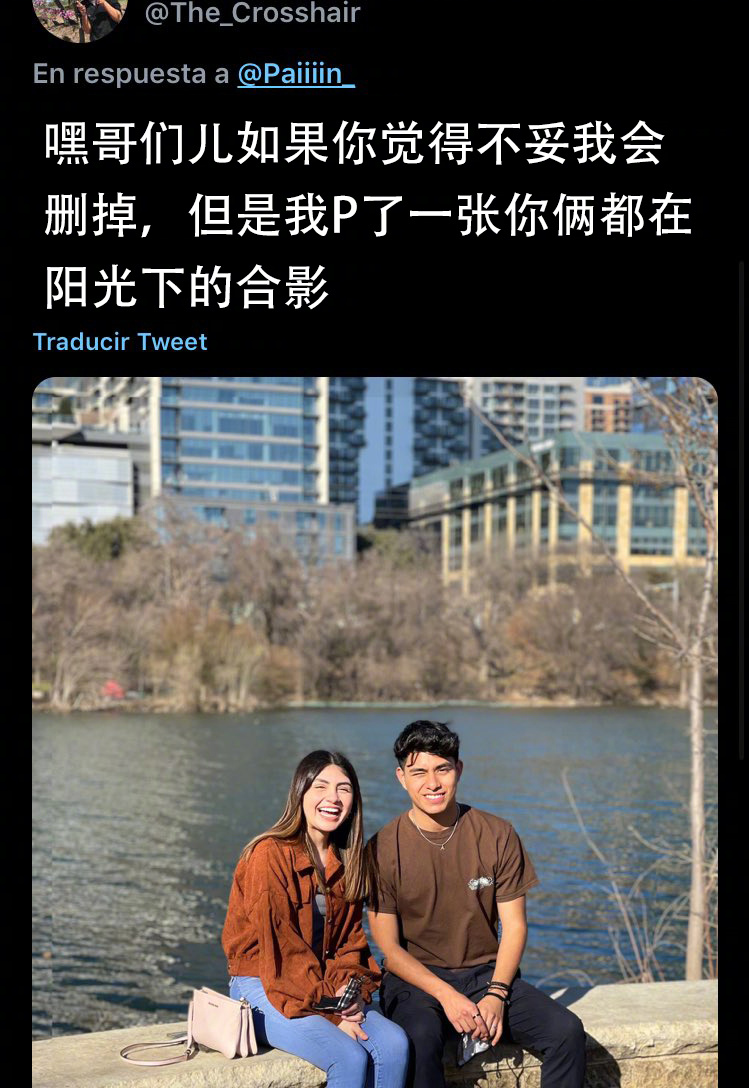 @The_Crosshair
En respuesta a @Paiiiin_
嘿哥们儿如果你觉得不妥我会
删掉，但是我P了一张你俩都在
阳光下的合影
Traducir Tweet